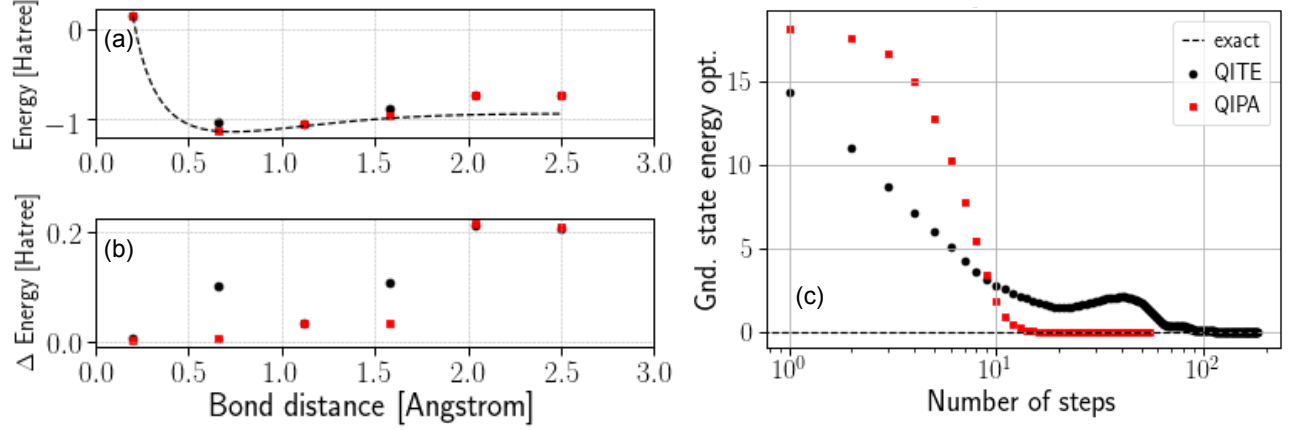 Energy [Hatree]
0
−1
(a)
0.0 0.5 1.0 1.5 2.0 2.5 3.0
Δ Energy [Hatree]
0.2
0.0
(b)
0.0 0.5 1.0 1.5 2.0 2.5 3.0
Bond distance [Angstrom]
Gnd. state energy opt.
15
10
5
0
exact
QITE
QIPA
(c)
10^0 10^1 10^2
Number of steps